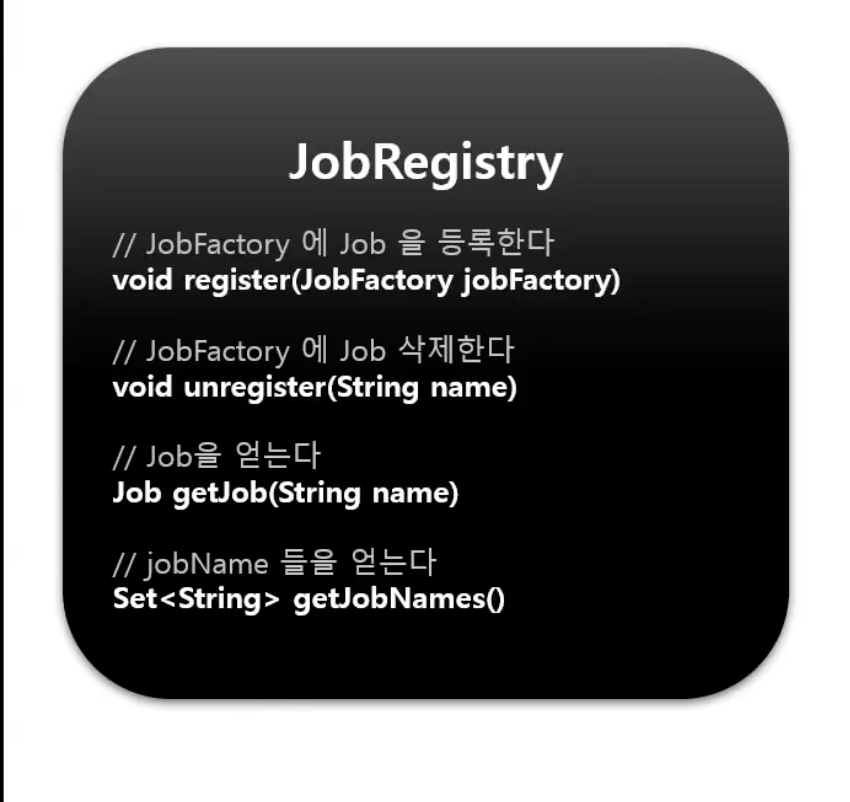 JobRegistry
// JobFactory 에 Job 을 등록한다
void register(JobFactory jobFactory)
// JobFactory 에 Job 삭제한다
void unregister(String name)
// Job을 얻는다
Job getJob(String name)
// jobName 들을 얻는다
Set<String> getJobNames()